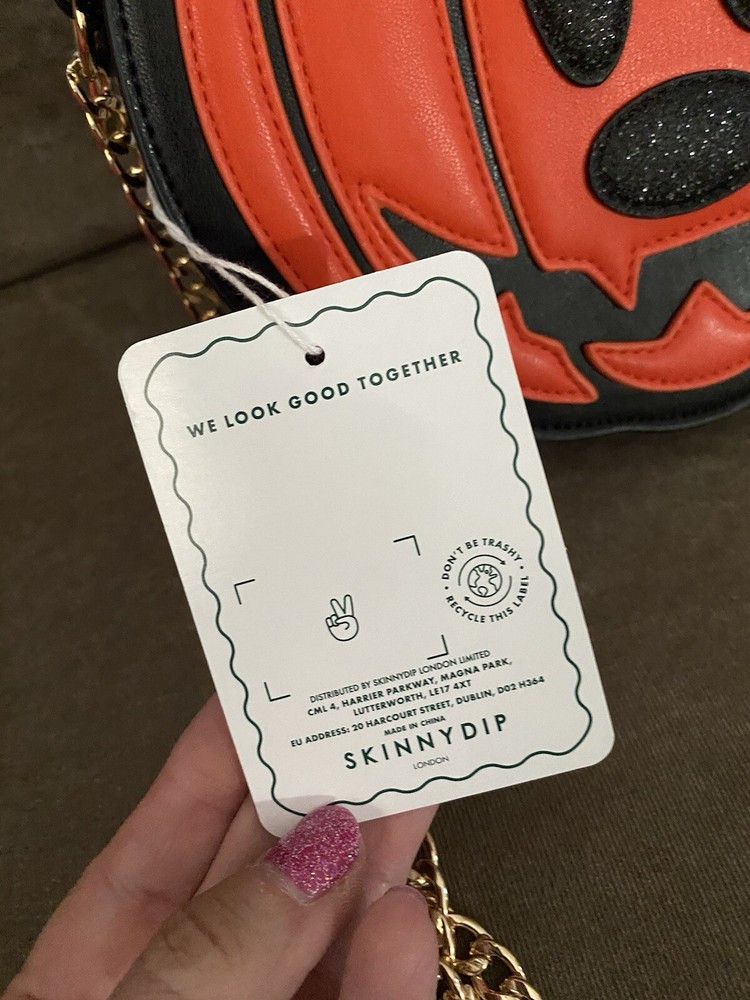 WE LOOK GOOD TOGETHER
DON'T BE TRASHY
RECYCLE THIS LABEL
DISTRIBUTED BY SKINNYDIP LONDON LIMITED
CML 4, HARRIER PARKWAY, MAGNA PARK,
LUTTERWORTH, LE17 4XT
EU ADDRESS: 20 HARCOURT STREET, DUBLIN, D02 H364
MADE IN CHINA
SKINNYDIP
LONDON